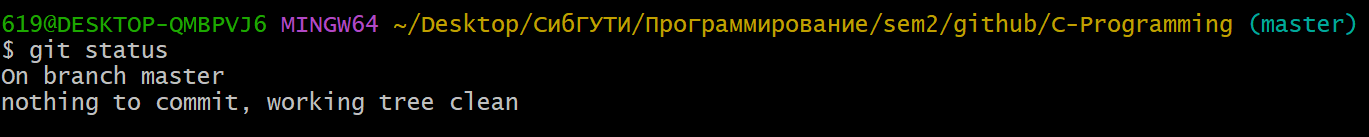 619@DESKTOP-QMBPVJ6 MINGW64 ~/Desktop/СибГУТИ/Программирование/sem2/github/C-Programming (master)
$ git status
On branch master
nothing to commit, working tree clean